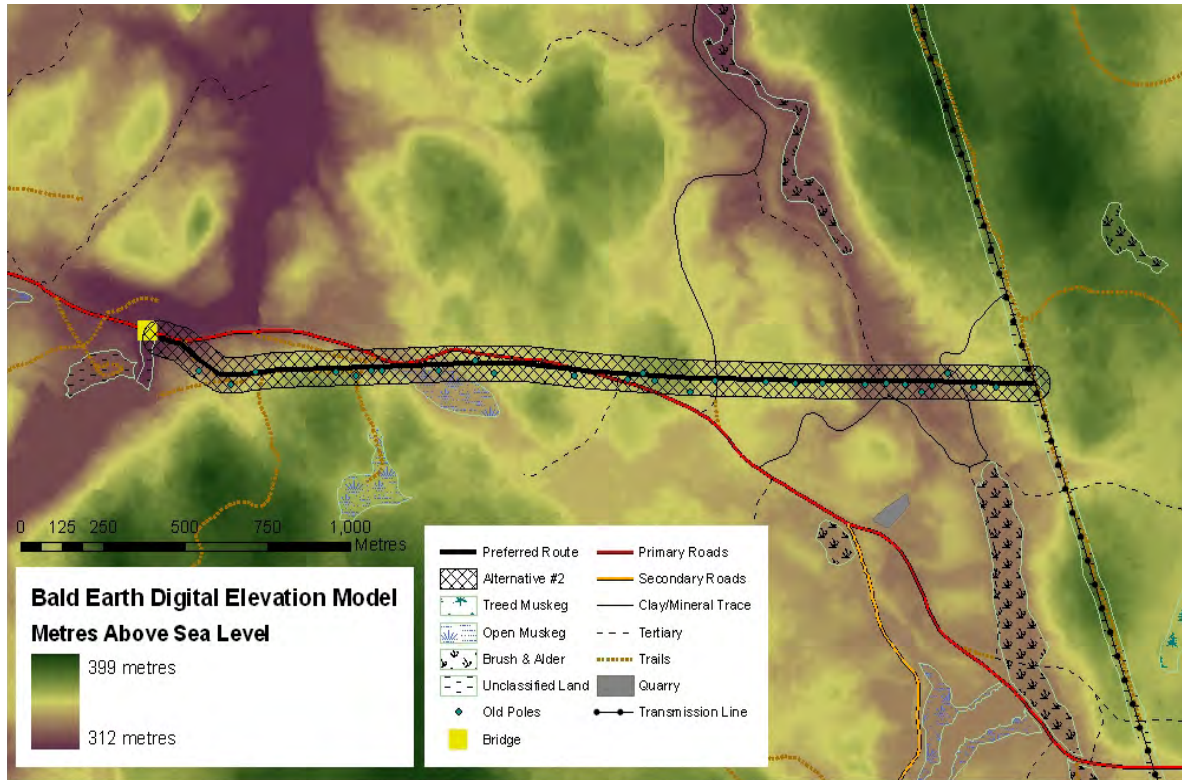 0 125 250 500 750 1,000
Metres
Bald Earth Digital Elevation Model
Metres Above Sea Level
399 metres
312 metres
Preferred Route
Alternative #2
Treed Muskeg
Open Muskeg
Brush & Alder
Unclassified Land
Old Poles
Bridge
Primary Roads
Secondary Roads
Clay/Mineral Trace
Tertiary
Trails
Quarry
Transmission Line